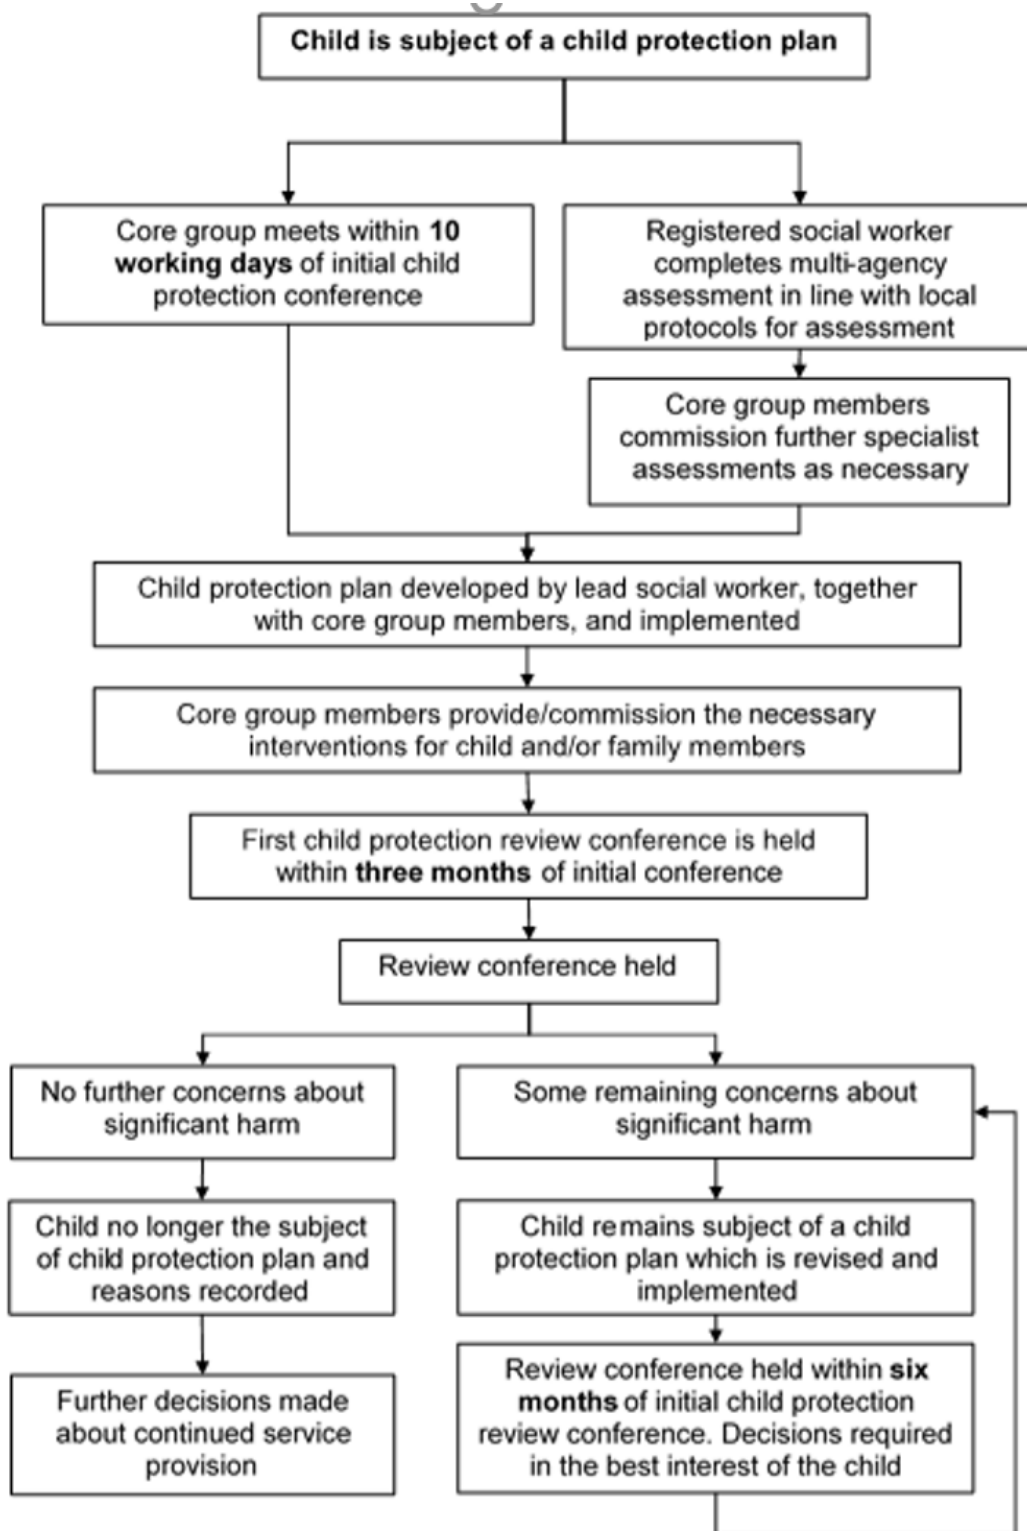 Child is subject of a child protection plan
Core group meets within 10
working days of initial child
protection conference
Registered social worker
completes multi-agency
assessment in line with local
protocols for assessment
Core group members
commission further specialist
assessments as necessary
Child protection plan developed by lead social worker, together
with core group members, and implemented
Core group members provide/commission the necessary
interventions for child and/or family members
First child protection review conference is held
within three months of initial conference
Review conference held
No further concerns about
significant harm
Some remaining concerns about
significant harm
Child no longer the subject
of child protection plan and
reasons recorded
Child remains subject of a child
protection plan which is revised and
implemented
Further decisions made
about continued service
provision
Review conference held within six
months of initial child protection
review conference. Decisions required
in the best interest of the child